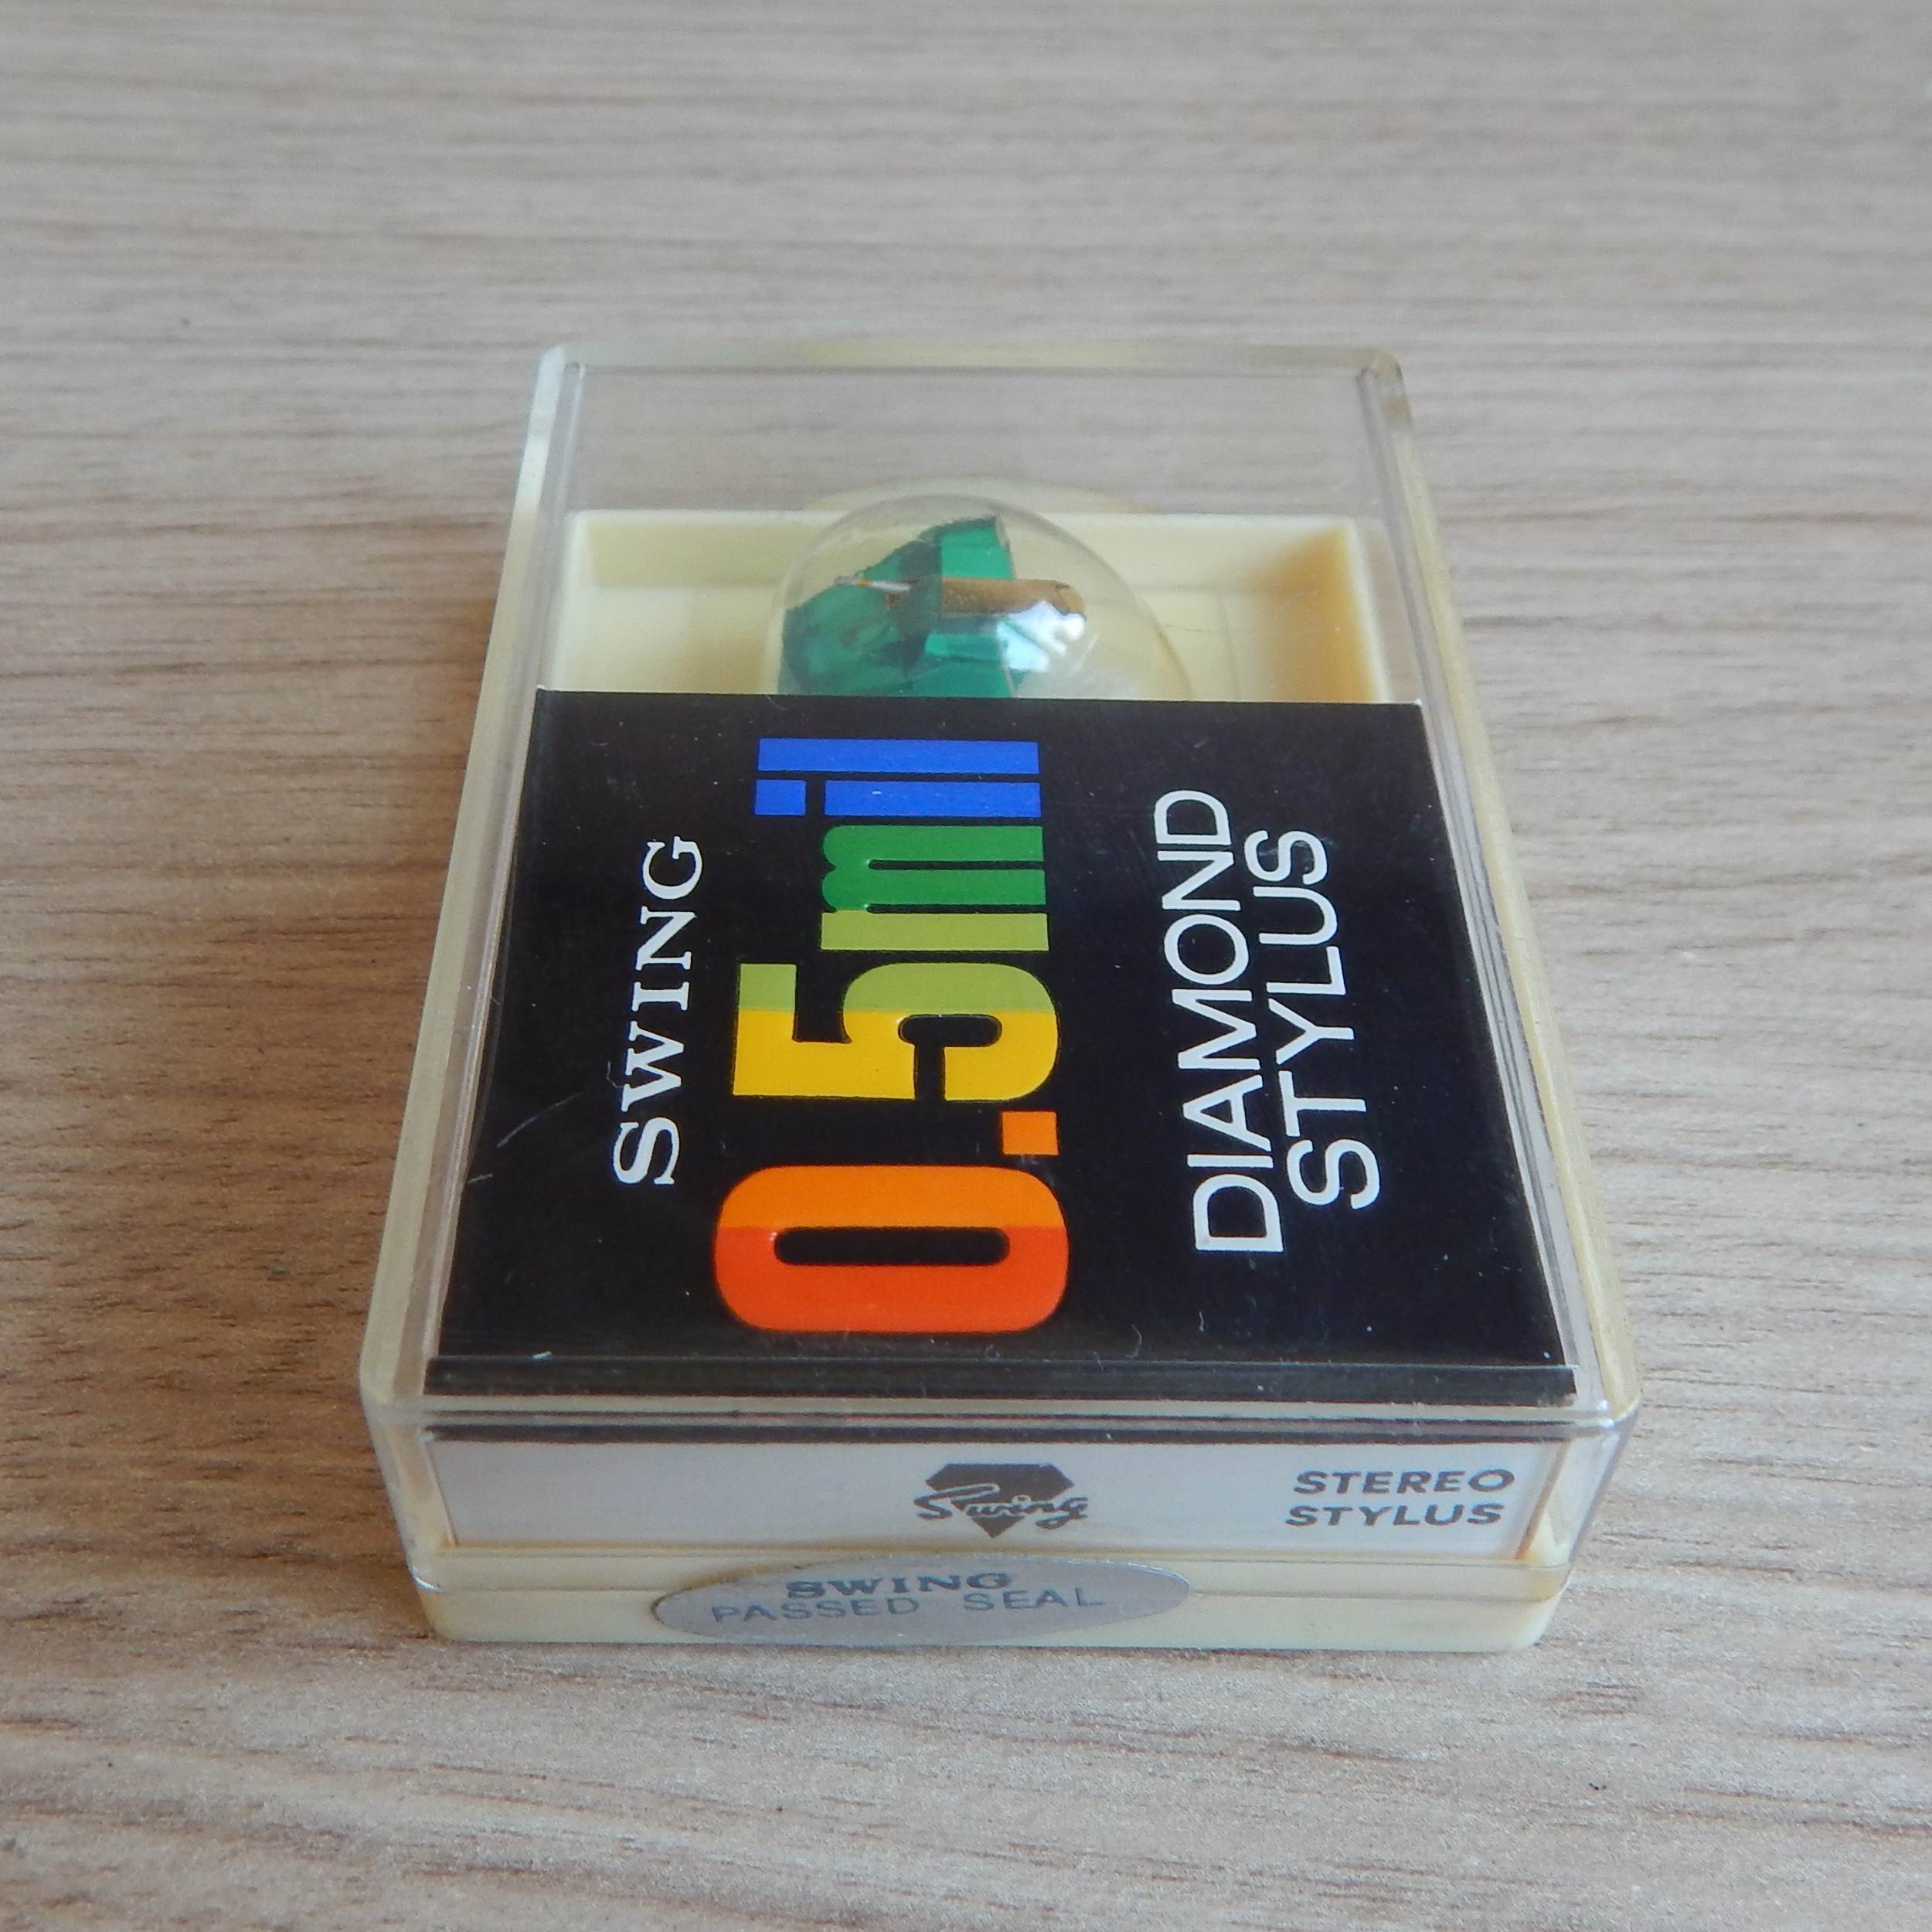 SWING
0.5mil
DIAMOND
STYLUS
Swing
STEREO
STYLUS
SWING
PASSED SEAL